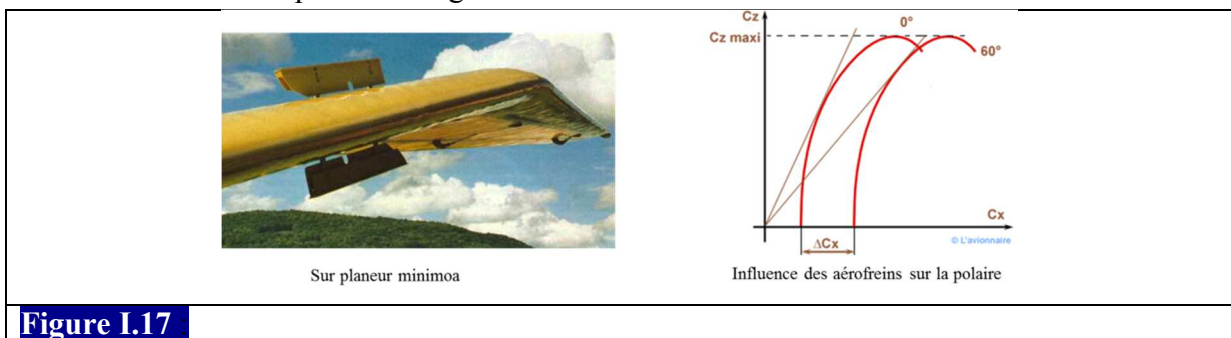 Cz
0°
Cz maxi
60°
Cx
ΔCx
© L'avionnaire
Sur planeur minimoa
Influence des aérofreins sur la polaire
Figure I.17 :